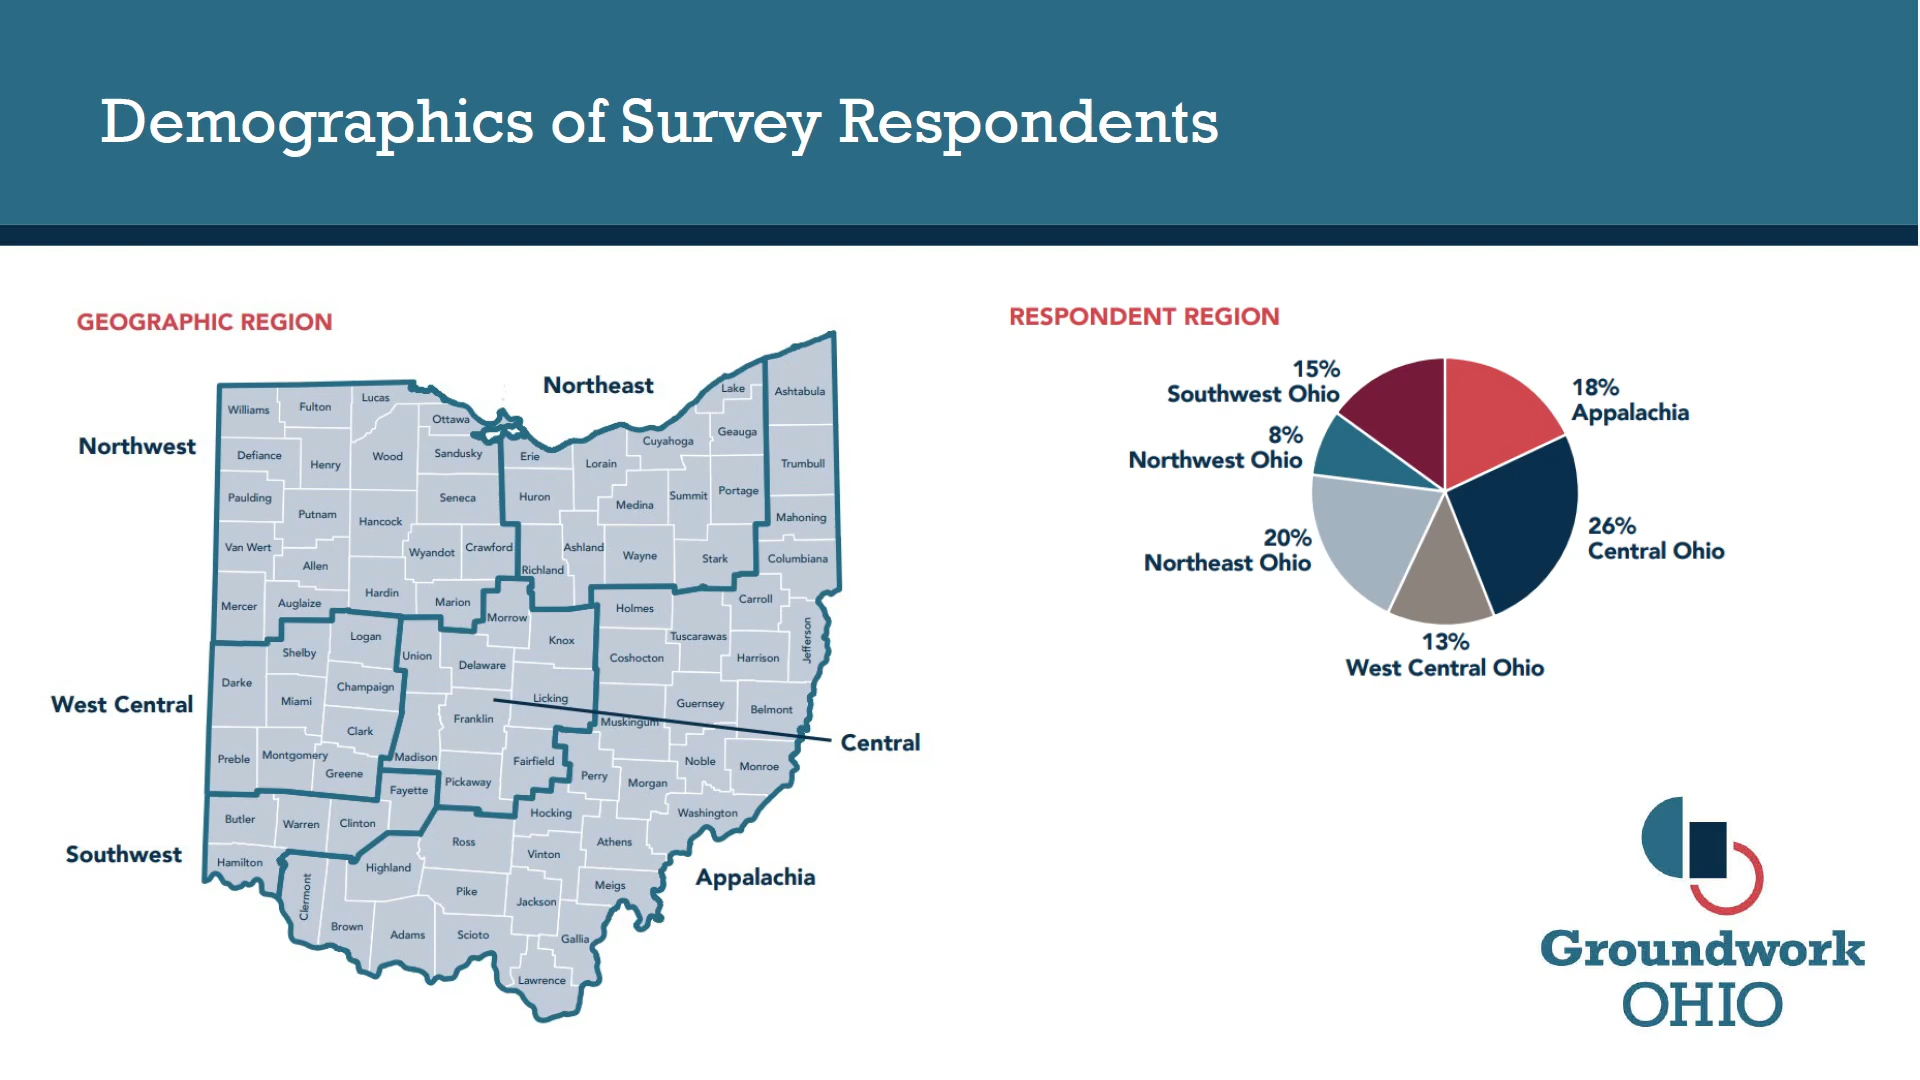 Demographics of Survey Respondents
GEOGRAPHIC REGION
Northwest
Northeast
West Central
Central
Southwest
Appalachia
Williams
Fulton
Lucas
Ottawa
Defiance
Henry
Wood
Sandusky
Paulding
Putnam
Hancock
Seneca
Van Wert
Allen
Wyandot
Crawford
Mercer
Auglaize
Hardin
Marion
Erie
Lorain
Cuyahoga
Lake
Geauga
Huron
Medina
Summit
Portage
Ashland
Wayne
Stark
Richland
Ashtabula
Trumbull
Mahoning
Columbiana
Morrow
Knox
Union
Delaware
Licking
Franklin
Madison
Fairfield
Pickaway
Logan
Shelby
Darke
Miami
Champaign
Clark
Preble
Montgomery
Greene
Fayette
Butler
Warren
Clinton
Hamilton
Holmes
Carroll
Tuscarawas
Jefferson
Coshocton
Harrison
Guernsey
Belmont
Muskingum
Noble
Monroe
Perry
Morgan
Washington
Hocking
Athens
Ross
Vinton
Highland
Pike
Jackson
Meigs
Clermont
Brown
Adams
Scioto
Gallia
Lawrence
RESPONDENT REGION
15%
Southwest Ohio
18%
Appalachia
8%
Northwest Ohio
26%
Central Ohio
20%
Northeast Ohio
13%
West Central Ohio
Groundwork
OHIO